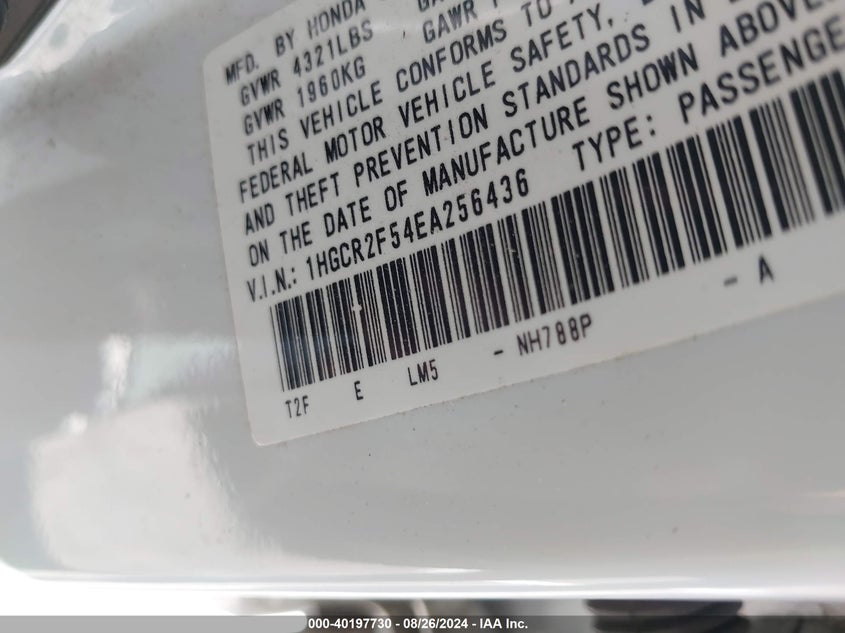 MFD. BY HONDA
GVWR 4321LBS
GVWR 1960KG GAWR
THIS VEHICLE CONFORMS TO
FEDERAL MOTOR VEHICLE SAFETY,
AND THEFT PREVENTION STANDARDS IN
ON THE DATE OF MANUFACTURE SHOWN ABOVE
V.I.N.: 1HGCR2F54EA256436 TYPE: PASSENGE
T2F E LM5 - NH788P - A
000-40197730 - 08/26/2024 - IAA Inc.